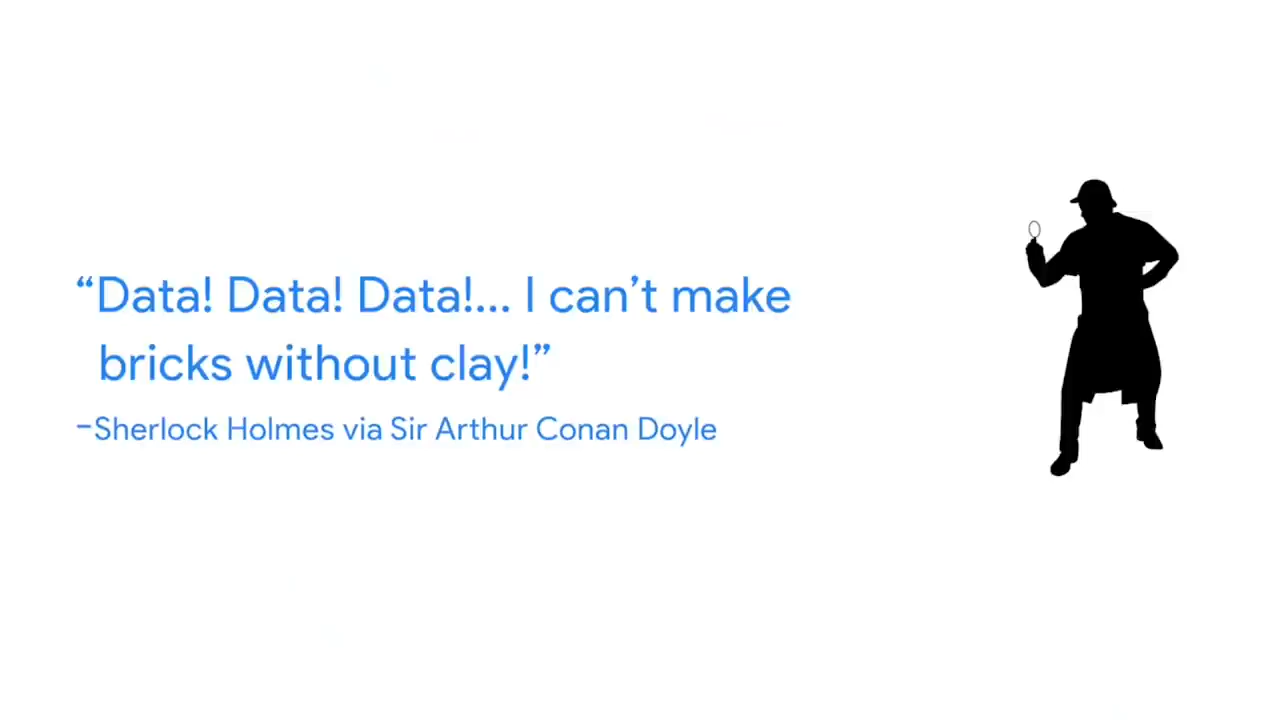 “Data! Data! Data!... I can’t make
bricks without clay!”
–Sherlock Holmes via Sir Arthur Conan Doyle